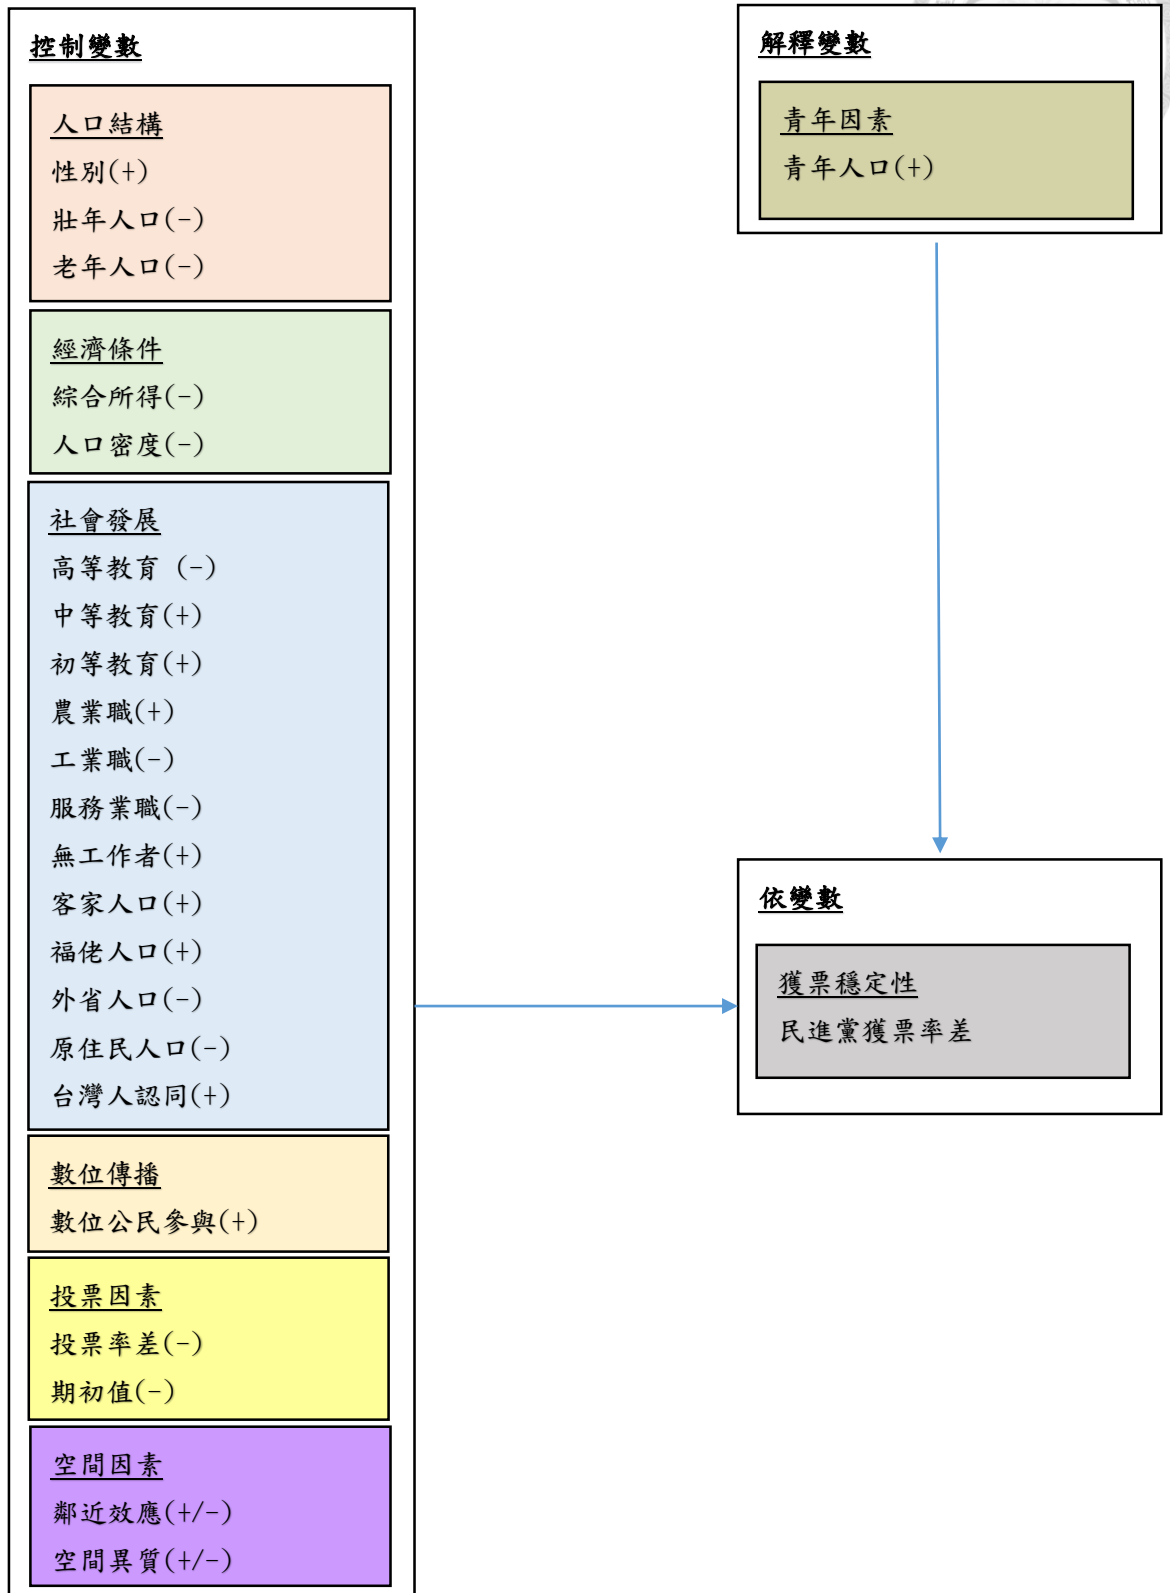 控制變數
人口結構
性別(+)
壯年人口(-)
老年人口(-)
經濟條件
綜合所得(-)
人口密度(-)
社會發展
高等教育 (-)
中等教育(+)
初等教育(+)
農業職(+)
工業職(-)
服務業職(-)
無工作者(+)
客家人口(+)
福佬人口(+)
外省人口(-)
原住民人口(-)
台灣人認同(+)
數位傳播
數位公民參與(+)
投票因素
投票率差(-)
期初值(-)
空間因素
鄰近效應(+/-)
空間異質(+/-)
解釋變數
青年因素
青年人口(+)
依變數
獲票穩定性
民進黨獲票率差